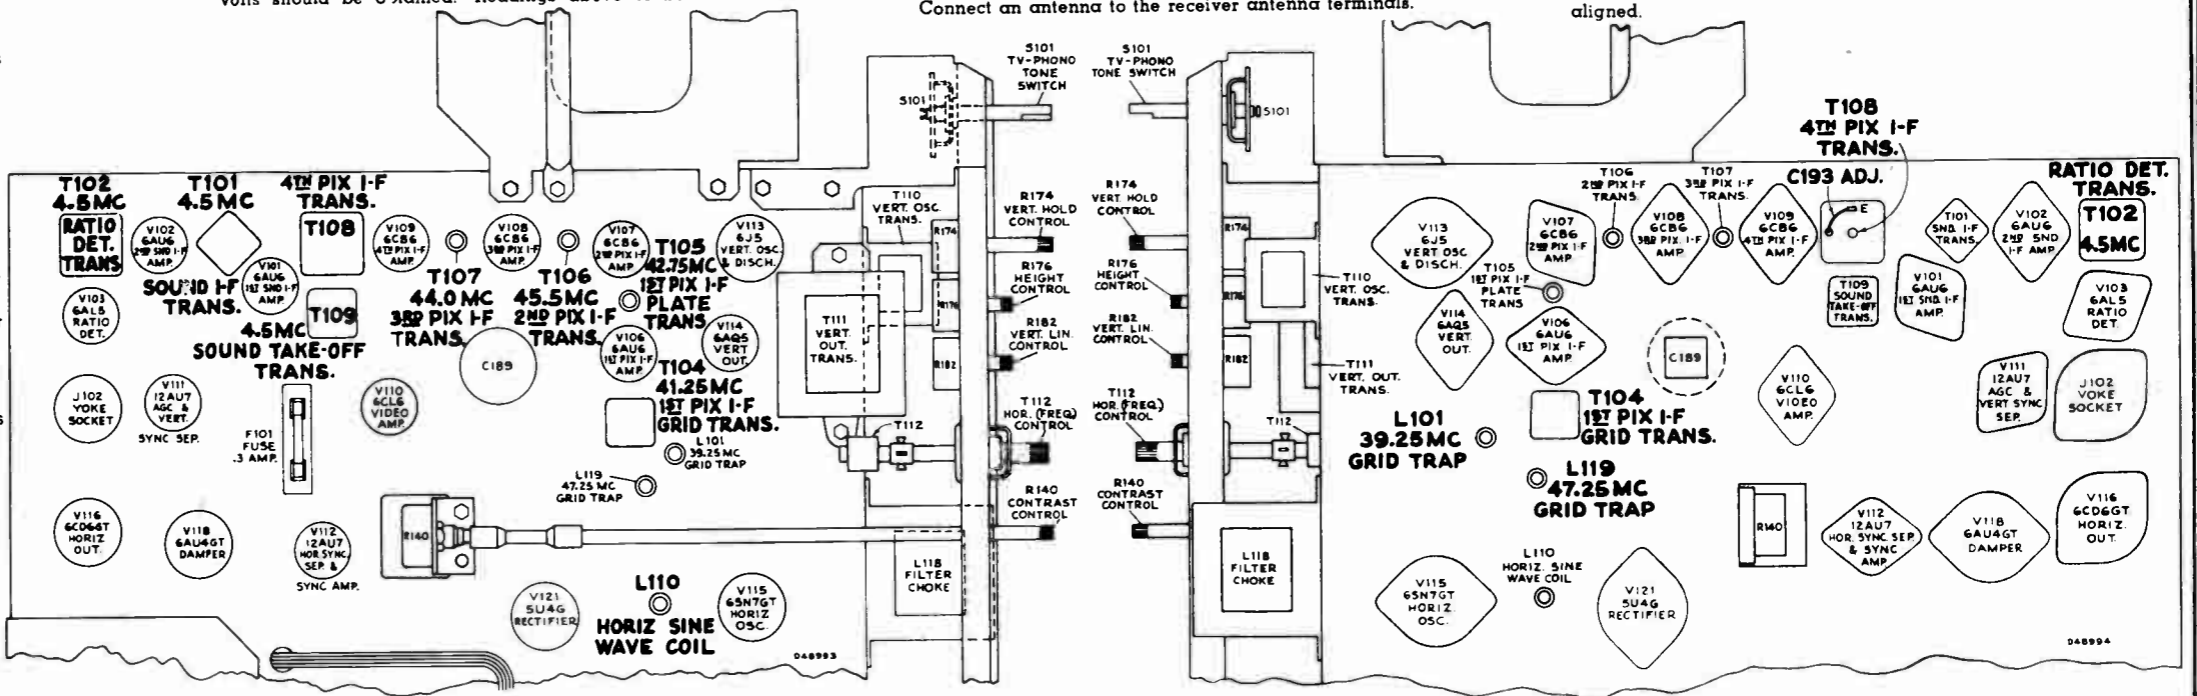 volts should be obtained. Readings above
Connect an antenna to the receiver antenna terminals.
aligned.
T102
4.5MC
RATIO
DET.
TRANS
T101
4.5MC
4TH PIX I-F
TRANS.
T108
V102
6AU6
2ND SND I-F
AMP.
V101
6AU6
1ST SND I-F
AMP.
SOUND I-F
TRANS.
V103
6AL5
RATIO
DET.
T109
4.5MC
SOUND TAKE-OFF
TRANS.
V109
6CB6
4TH PIX I-F
AMP.
T107
44.0 MC
3RD PIX I-F
TRANS.
V108
6CB6
3RD PIX I-F
AMP.
T106
45.5MC
2ND PIX I-F
TRANS.
V107
6CB6
2ND PIX I-F
AMP
T105
42.75MC
1ST PIX I-F
PLATE
TRANS
V113
6J5
VERT. OSC
& DISCH.
V106
6AU6
1ST PIX I-F
AMP
V114
6AQ5
VERT
OUT.
C189
T104
41.25MC
1ST PIX I-F
GRID TRANS.
L101
39.25 MC
GRID TRAP
L119
47.25 MC
GRID TRAP
J102
YOKE
SOCKET
V111
12AU7
AGC &
VERT.
SYNC SEP.
F101
FUSE
.3 AMP.
V110
6CL6
VIDEO
AMP.
V116
6CD6GT
HORIZ
OUT.
V118
6AU4GT
DAMPER
V112
12AU7
HOR SYNC.
SEP. &
SYNC AMP.
R140
V121
5U4G
RECTIFIER
L110
HORIZ SINE
WAVE COIL
V115
6SN7GT
HORIZ
OSC.
048993
T110
VERT. OSC.
TRANS.
T111
VERT.
OUT.
TRANS.
R174
R176
R182
T112
L118
FILTER
CHOKE
S101
S101
TV-PHONO
TONE
SWITCH
R174
VERT. HOLD
CONTROL
R176
HEIGHT
CONTROL
R182
VERT. LIN.
CONTROL
T112
HOR. (FREQ.)
CONTROL
R140
CONTRAST
CONTROL
S101
TV-PHONO
TONE SWITCH
R174
VERT. HOLD
CONTROL
R176
HEIGHT
CONTROL
R182
VERT. LIN.
CONTROL
T112
HOR. (FREQ.)
CONTROL
R140
CONTRAST
CONTROL
S101
R174
R176
R182
T110
VERT. OSC.
TRANS.
T111
VERT. OUT.
TRANS.
T112
L118
FILTER
CHOKE
T108
4TH PIX I-F
TRANS.
C193 ADJ.
E
T106
2ND PIX I-F
TRANS.
T107
3RD PIX I-F
TRANS.
RATIO DET.
TRANS.
T102
4.5MC
V113
6J5
VERT OSC
& DISCH.
V107
6CB6
2ND PIX I-F
AMP
V108
6CB6
3RD PIX. I-F
AMP.
V109
6CB6
4TH PIX I-F
AMP.
T101
SND. I-F
TRANS.
V102
6AU6
2ND SND
I-F AMP.
T105
1ST PIX I-F
PLATE
TRANS
T109
SOUND
TAKE-OFF
TRANS.
V101
6AU6
1ST SND. I-F
AMP.
V103
6AL5
RATIO
DET.
V114
6AQ5
VERT
OUT.
V106
6AU6
1ST PIX I-F
AMP.
C189
V110
6CL6
VIDEO
AMP.
V111
12AU7
AGC &
VERT SYNC
SEP.
J102
YOKE
SOCKET
L101
39.25MC
GRID TRAP
T104
1ST PIX I-F
GRID TRANS.
L119
47.25 MC
GRID TRAP
V115
6SN7GT
HORIZ.
OSC.
L110
HORIZ. SINE
WAVE COIL
V121
5U4G
RECTIFIER
R140
V112
12AU7
HOR. SYNC. SEP.
& SYNC
AMP
V118
6AU4GT
DAMPER
V116
6CD6GT
HORIZ.
OUT.
048994